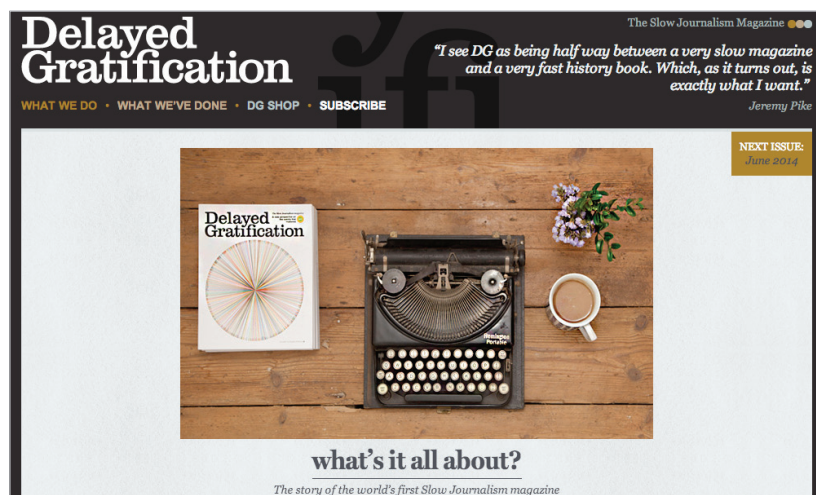 Delayed
Gratification
The Slow Journalism Magazine
“I see DG as being half way between a very slow magazine
and a very fast history book. Which, as it turns out, is
exactly what I want.”
Jeremy Pike
WHAT WE DO • WHAT WE'VE DONE • DG SHOP • SUBSCRIBE
NEXT ISSUE:
June 2014
Delayed
Gratification
Remington
Portable
what's it all about?
The story of the world's first Slow Journalism magazine